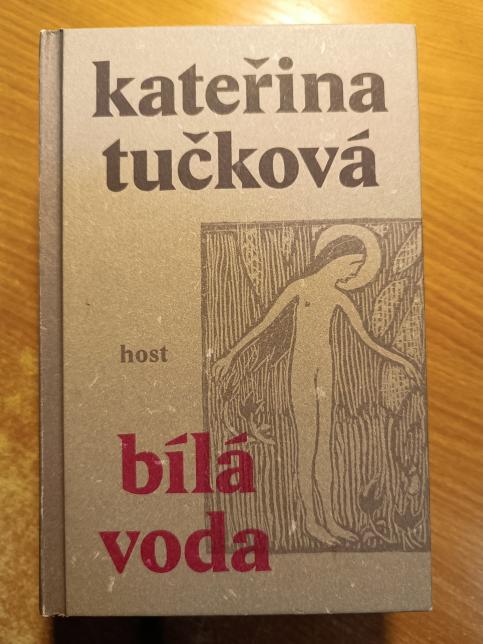 kateřina
tučková
host
bílá
voda